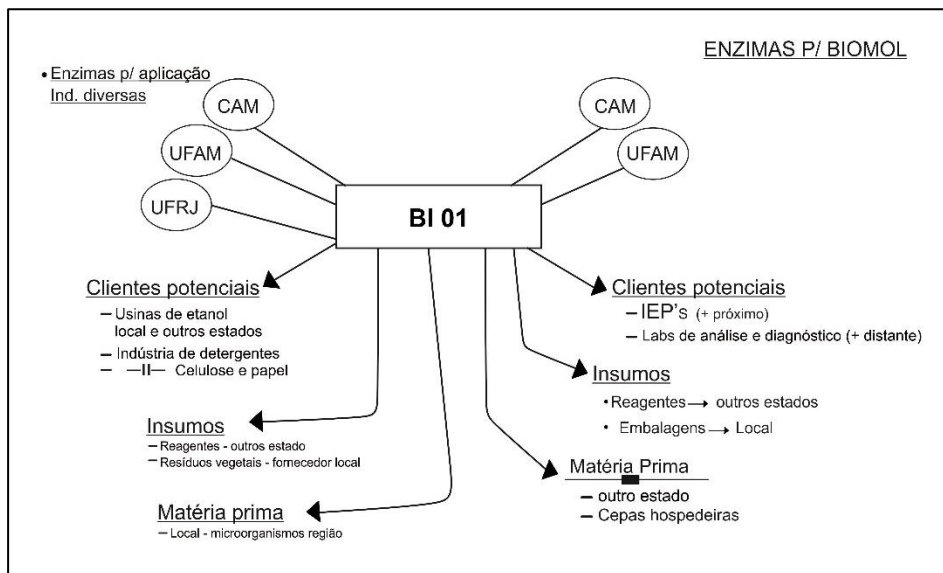 ENZIMAS P/ BIOMOL
• Enzimas p/ aplicação
Ind. diversas
CAM
UFAM
UFRJ
CAM
UFAM
BI 01
Clientes potenciais
– Usinas de etanol
local e outros estados
– Indústria de detergentes
– —II— Celulose e papel
Insumos
– Reagentes - outros estado
– Resíduos vegetais - fornecedor local
Matéria prima
– Local - microorganismos região
Clientes potenciais
– IEP's (+ próximo)
– Labs de análise e diagnóstico (+ distante)
Insumos
• Reagentes → outros estados
• Embalagens → Local
Matéria Prima
– outro estado
– Cepas hospedeiras